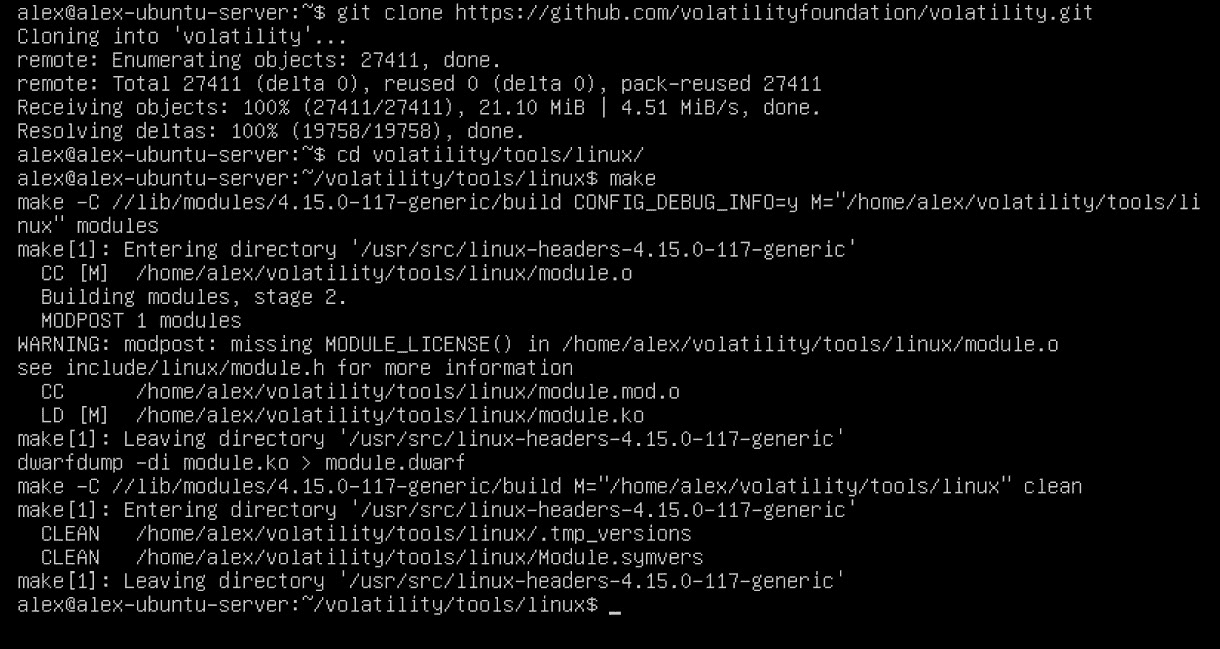 alex@alex-ubuntu-server:~$ git clone https://github.com/volatilityfoundation/volatility.git
Cloning into 'volatility'...
remote: Enumerating objects: 27411, done.
remote: Total 27411 (delta 0), reused 0 (delta 0), pack-reused 27411
Receiving objects: 100% (27411/27411), 21.10 MiB | 4.51 MiB/s, done.
Resolving deltas: 100% (19758/19758), done.
alex@alex-ubuntu-server:~$ cd volatility/tools/linux/
alex@alex-ubuntu-server:~/volatility/tools/linux$ make
make -C //lib/modules/4.15.0-117-generic/build CONFIG_DEBUG_INFO=y M="/home/alex/volatility/tools/li
nux" modules
make[1]: Entering directory '/usr/src/linux-headers-4.15.0-117-generic'
  CC [M]  /home/alex/volatility/tools/linux/module.o
  Building modules, stage 2.
  MODPOST 1 modules
WARNING: modpost: missing MODULE_LICENSE() in /home/alex/volatility/tools/linux/module.o
see include/linux/module.h for more information
  CC      /home/alex/volatility/tools/linux/module.mod.o
  LD [M]  /home/alex/volatility/tools/linux/module.ko
make[1]: Leaving directory '/usr/src/linux-headers-4.15.0-117-generic'
dwarfdump -di module.ko > module.dwarf
make -C //lib/modules/4.15.0-117-generic/build M="/home/alex/volatility/tools/linux" clean
make[1]: Entering directory '/usr/src/linux-headers-4.15.0-117-generic'
  CLEAN   /home/alex/volatility/tools/linux/.tmp_versions
  CLEAN   /home/alex/volatility/tools/linux/Module.symvers
make[1]: Leaving directory '/usr/src/linux-headers-4.15.0-117-generic'
alex@alex-ubuntu-server:~/volatility/tools/linux$ _